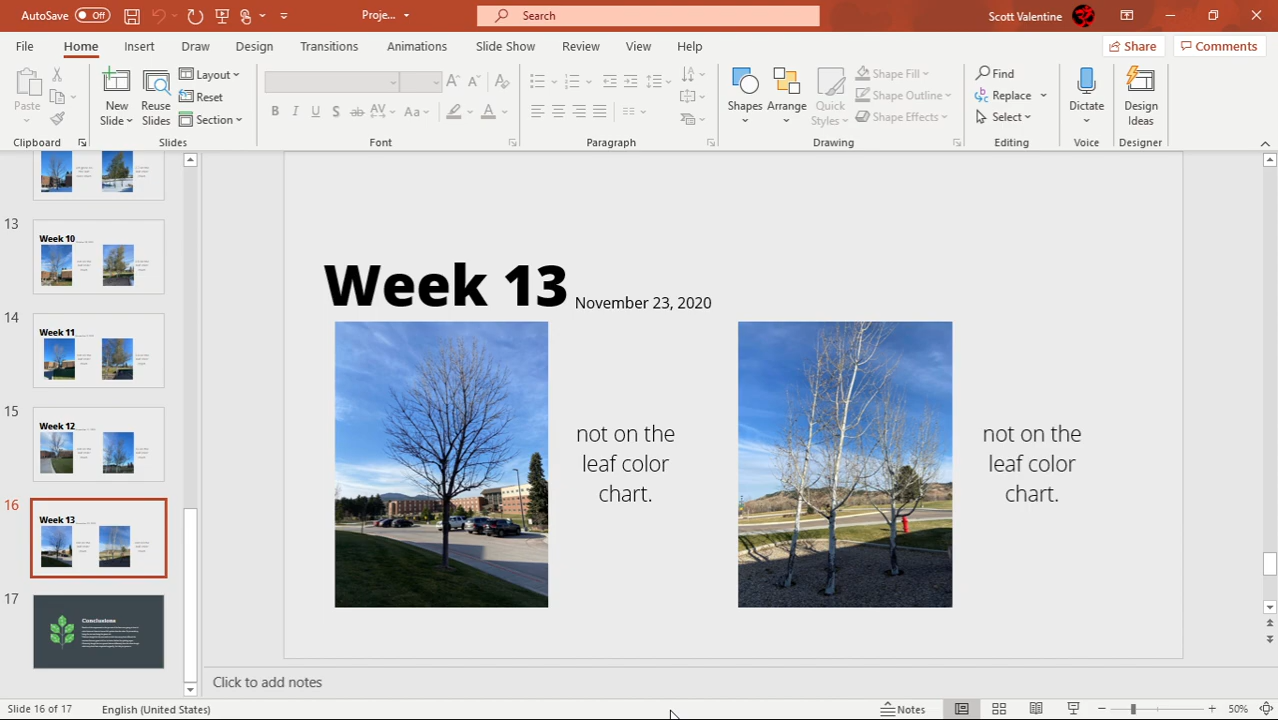 AutoSave Off Proje... Search Scott Valentine
File Home Insert Draw Design Transitions Animations Slide Show Review View Help Share Comments
Paste
New Slide
Reuse Slides
Layout
Reset
Section
B I U S ab AV Aa A
Shapes
Arrange
Quick Styles
Shape Fill
Shape Outline
Shape Effects
Find
Replace
Select
Dictate
Design Ideas
Clipboard Slides Font Paragraph Drawing Editing Voice Designer
13
Week 10
14
Week 11
15
Week 12
16
Week 13
17
Conclusions
Week 13 November 23, 2020
not on the
leaf color
chart.
not on the
leaf color
chart.
Click to add notes
Slide 16 of 17 English (United States) Notes 50%